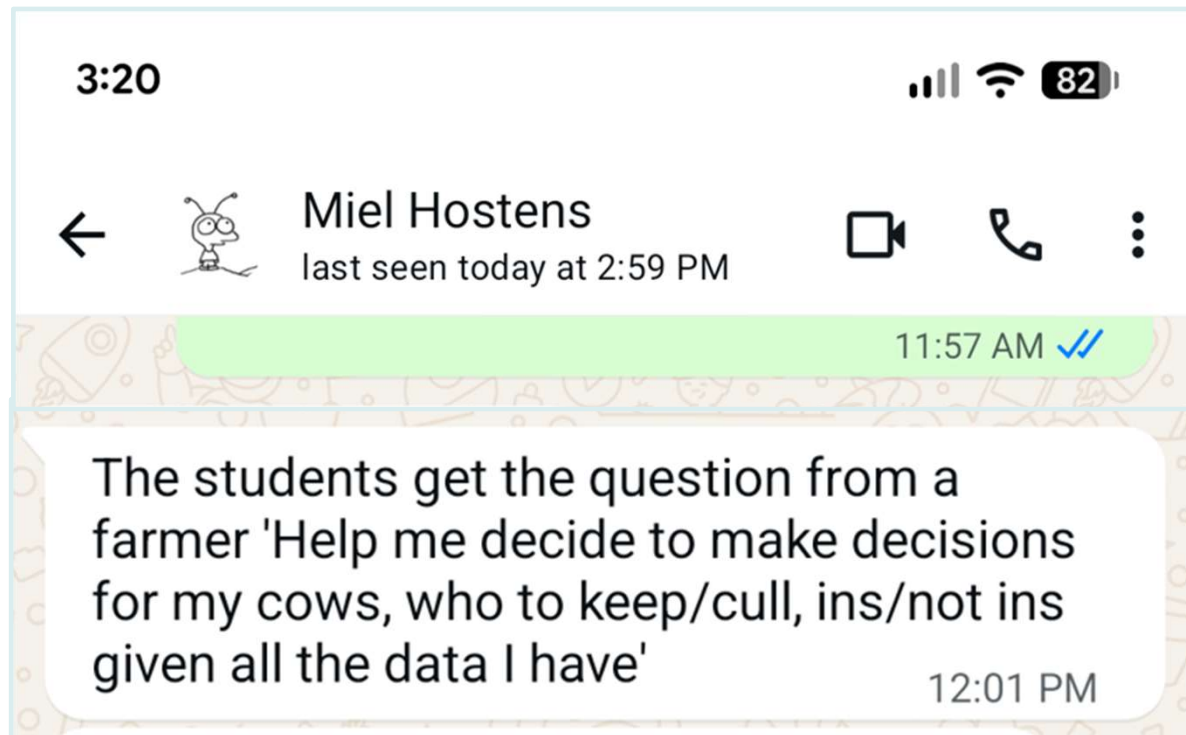 3:20
82
Miel Hostens
last seen today at 2:59 PM
11:57 AM
The students get the question from a
farmer 'Help me decide to make decisions
for my cows, who to keep/cull, ins/not ins
given all the data I have'
12:01 PM